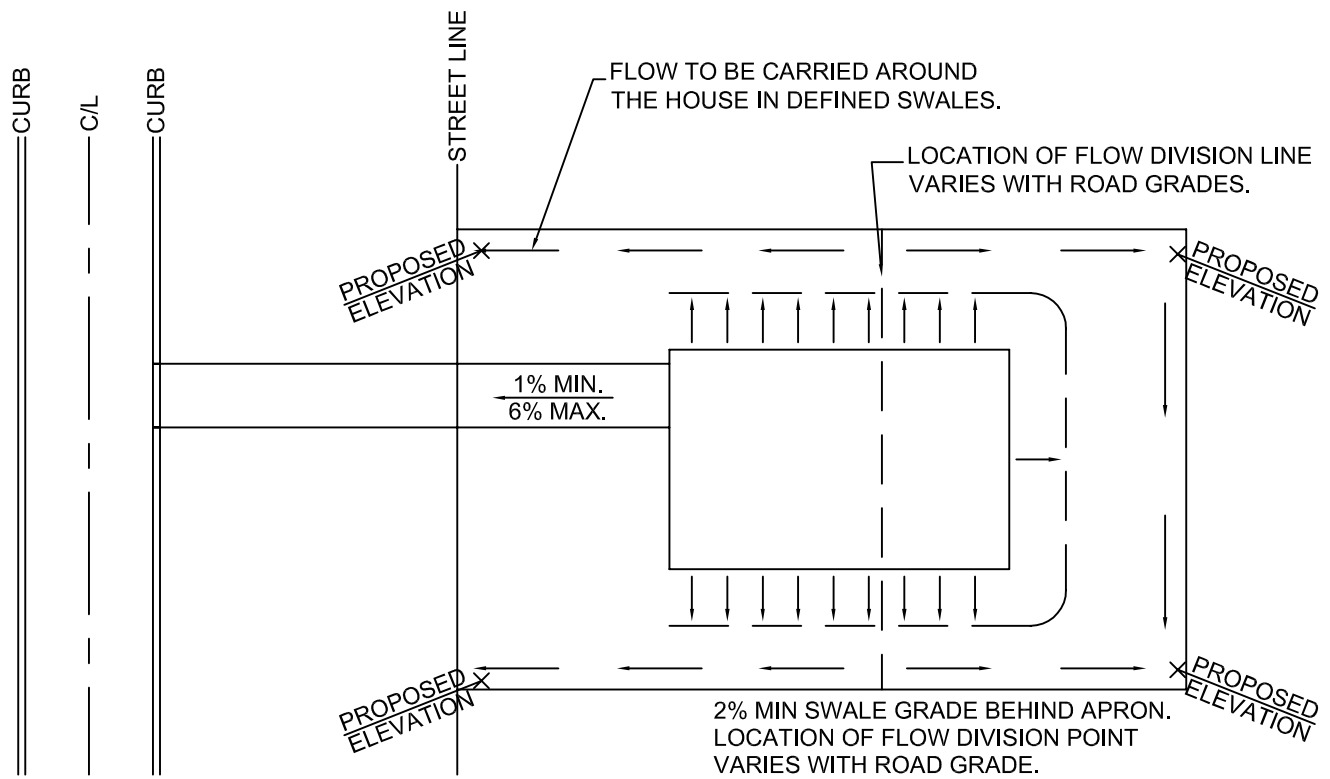 CURB
C/L
CURB
STREET LINE
FLOW TO BE CARRIED AROUND
THE HOUSE IN DEFINED SWALES.
LOCATION OF FLOW DIVISION LINE
VARIES WITH ROAD GRADES.
PROPOSED
ELEVATION
PROPOSED
ELEVATION
1% MIN.
6% MAX.
PROPOSED
ELEVATION
PROPOSED
ELEVATION
2% MIN SWALE GRADE BEHIND APRON.
LOCATION OF FLOW DIVISION POINT
VARIES WITH ROAD GRADE.